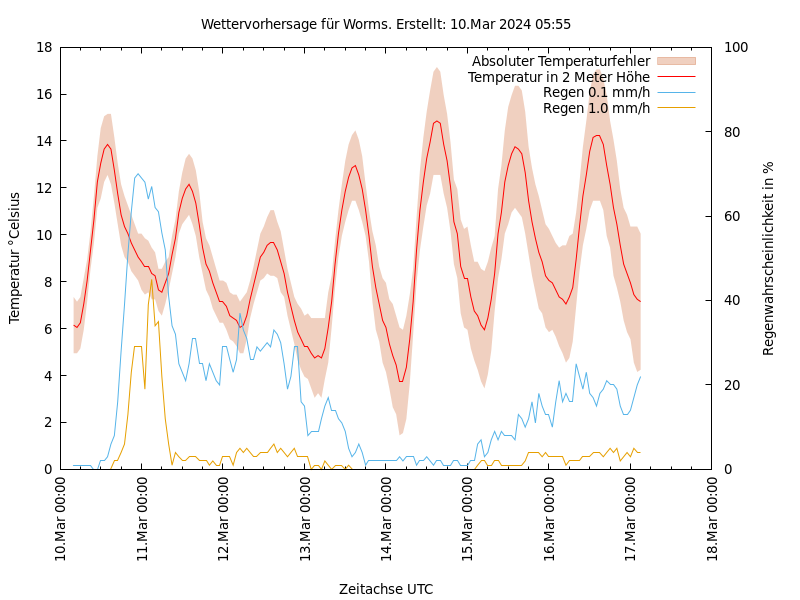 Wettervorhersage für Worms. Erstellt: 10.Mar 2024 05:55
Absoluter Temperaturfehler
Temperatur in 2 Meter Höhe
Regen 0.1 mm/h
Regen 1.0 mm/h
Temperatur °Celsius
18
16
14
12
10
8
6
4
2
0
100
80
60
40
20
0
Regenwahrscheinlichkeit in %
10.Mar 00:00
11.Mar 00:00
12.Mar 00:00
13.Mar 00:00
14.Mar 00:00
15.Mar 00:00
16.Mar 00:00
17.Mar 00:00
18.Mar 00:00
Zeitachse UTC